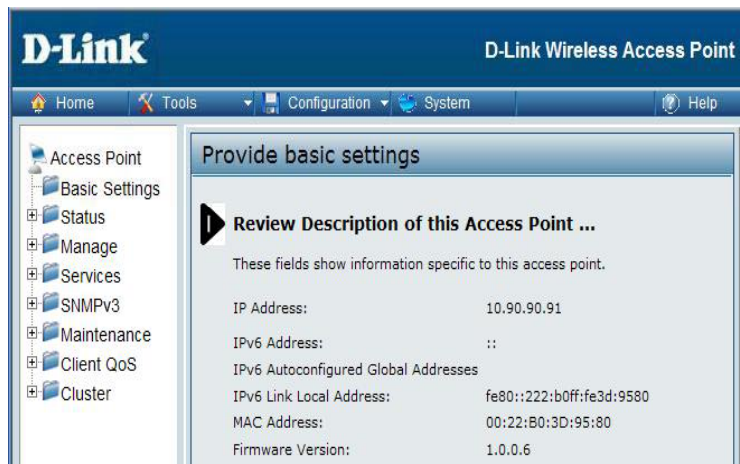 D-Link
D-Link Wireless Access Point
Home Tools Configuration System Help
Access Point
Basic Settings
Status
Manage
Services
SNMPv3
Maintenance
Client QoS
Cluster
Provide basic settings
Review Description of this Access Point ...
These fields show information specific to this access point.
IP Address: 10.90.90.91
IPv6 Address: ::
IPv6 Autoconfigured Global Addresses
IPv6 Link Local Address: fe80::222:b0ff:fe3d:9580
MAC Address: 00:22:B0:3D:95:80
Firmware Version: 1.0.0.6